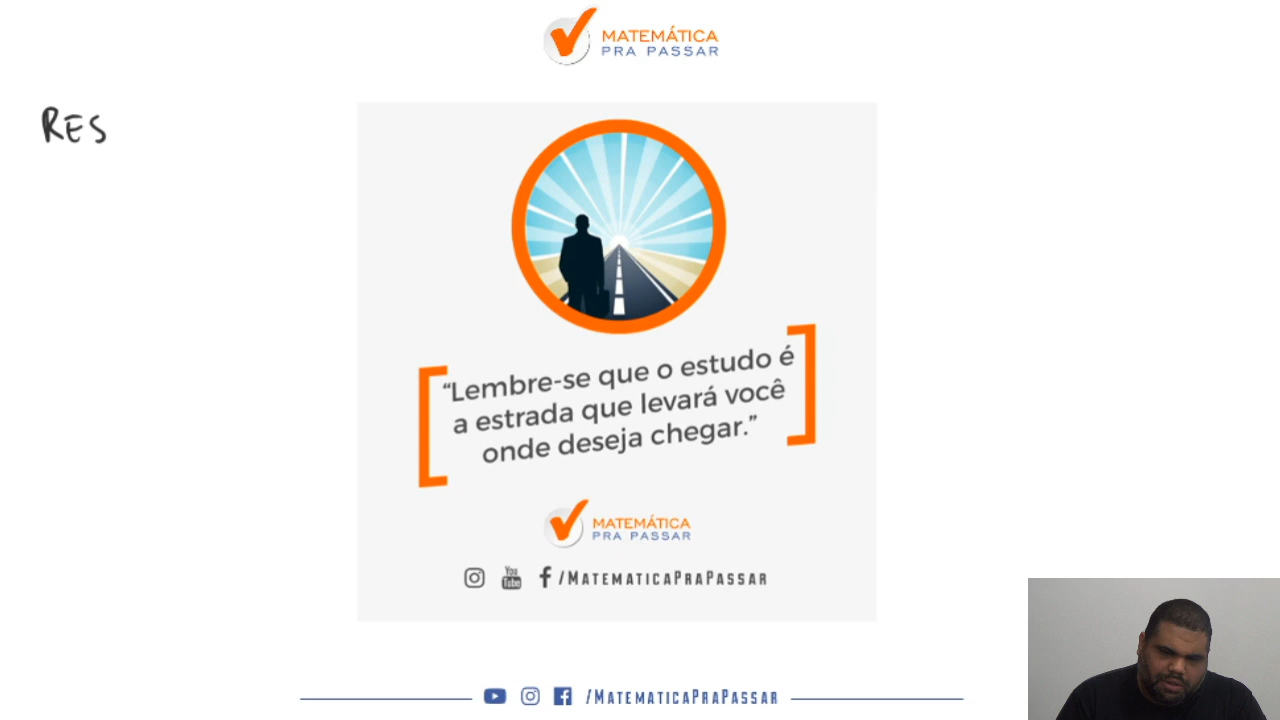 MATEMÁTICA
PRA PASSAR
RES
“Lembre-se que o estudo é
a estrada que levará você
onde deseja chegar.”
MATEMÁTICA
PRA PASSAR
You
Tube
/MATEMATICAPRAPASSAR
/MATEMATICAPRAPASSAR